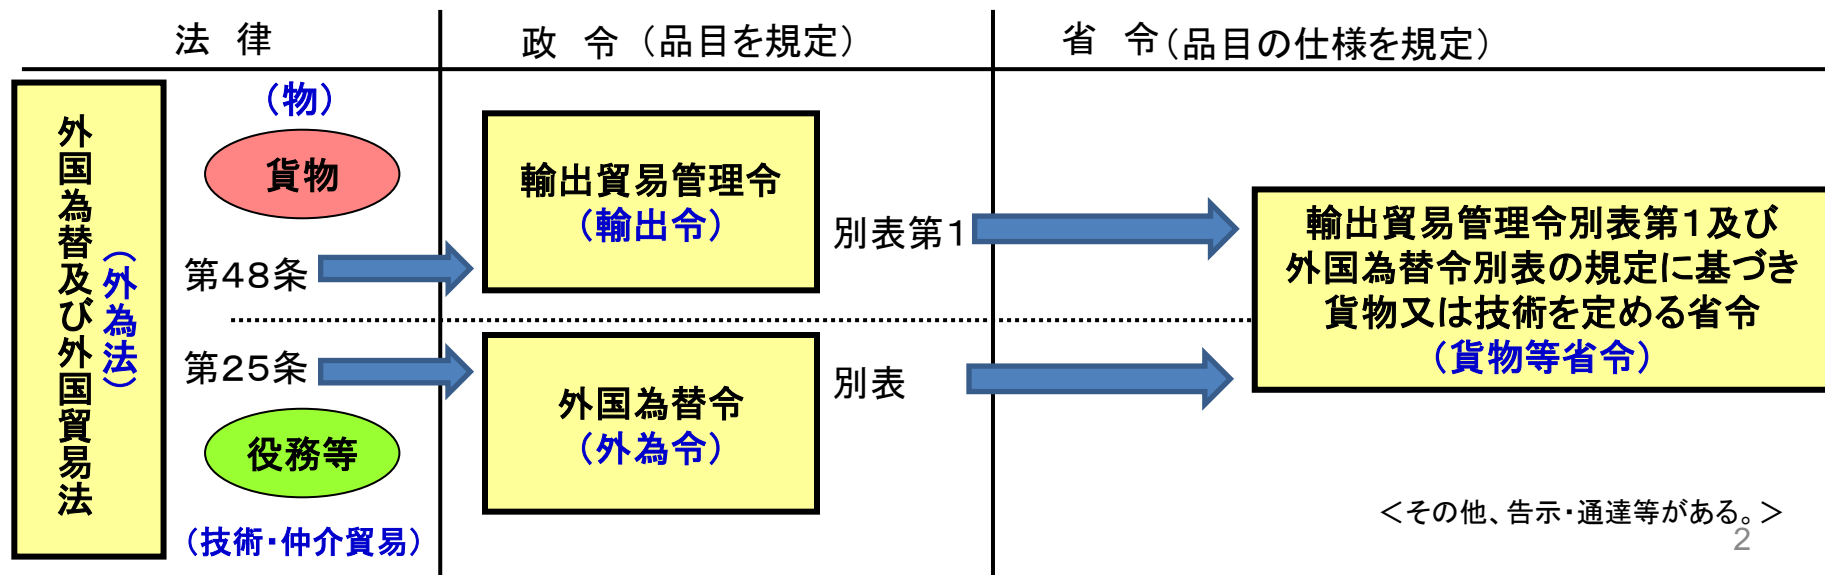 法　律
政　令（品目を規定）
省　令（品目の仕様を規定）
外国為替及び外国貿易法
（外為法）
（物）
貨物
第４８条
第２５条
役務等
（技術・仲介貿易）
輸出貿易管理令
（輸出令）
別表第１
外国為替令
（外為令）
別表
輸出貿易管理令別表第１及び
外国為替令別表の規定に基づき
貨物又は技術を定める省令
（貨物等省令）
＜その他、告示・通達等がある。＞
2